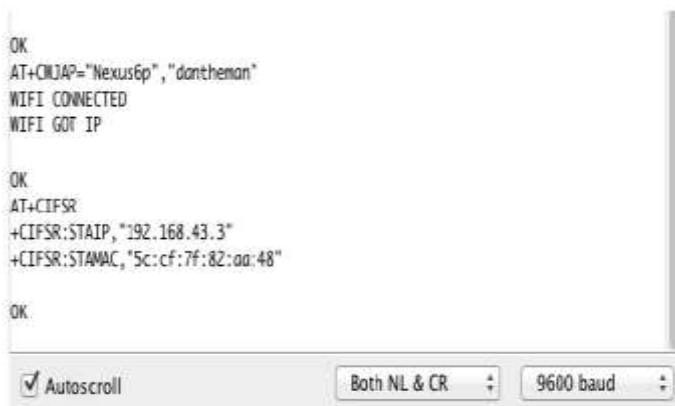 OK
AT+CWJAP="Nexus6p","dantheman"
WIFI CONNECTED
WIFI GOT IP
OK
AT+CIFSR
+CIFSR:STAIP,"192.168.43.3"
+CIFSR:STAMAC,"5c:cf:7f:82:aa:48"
OK
Autoscroll
Both NL & CR
9600 baud